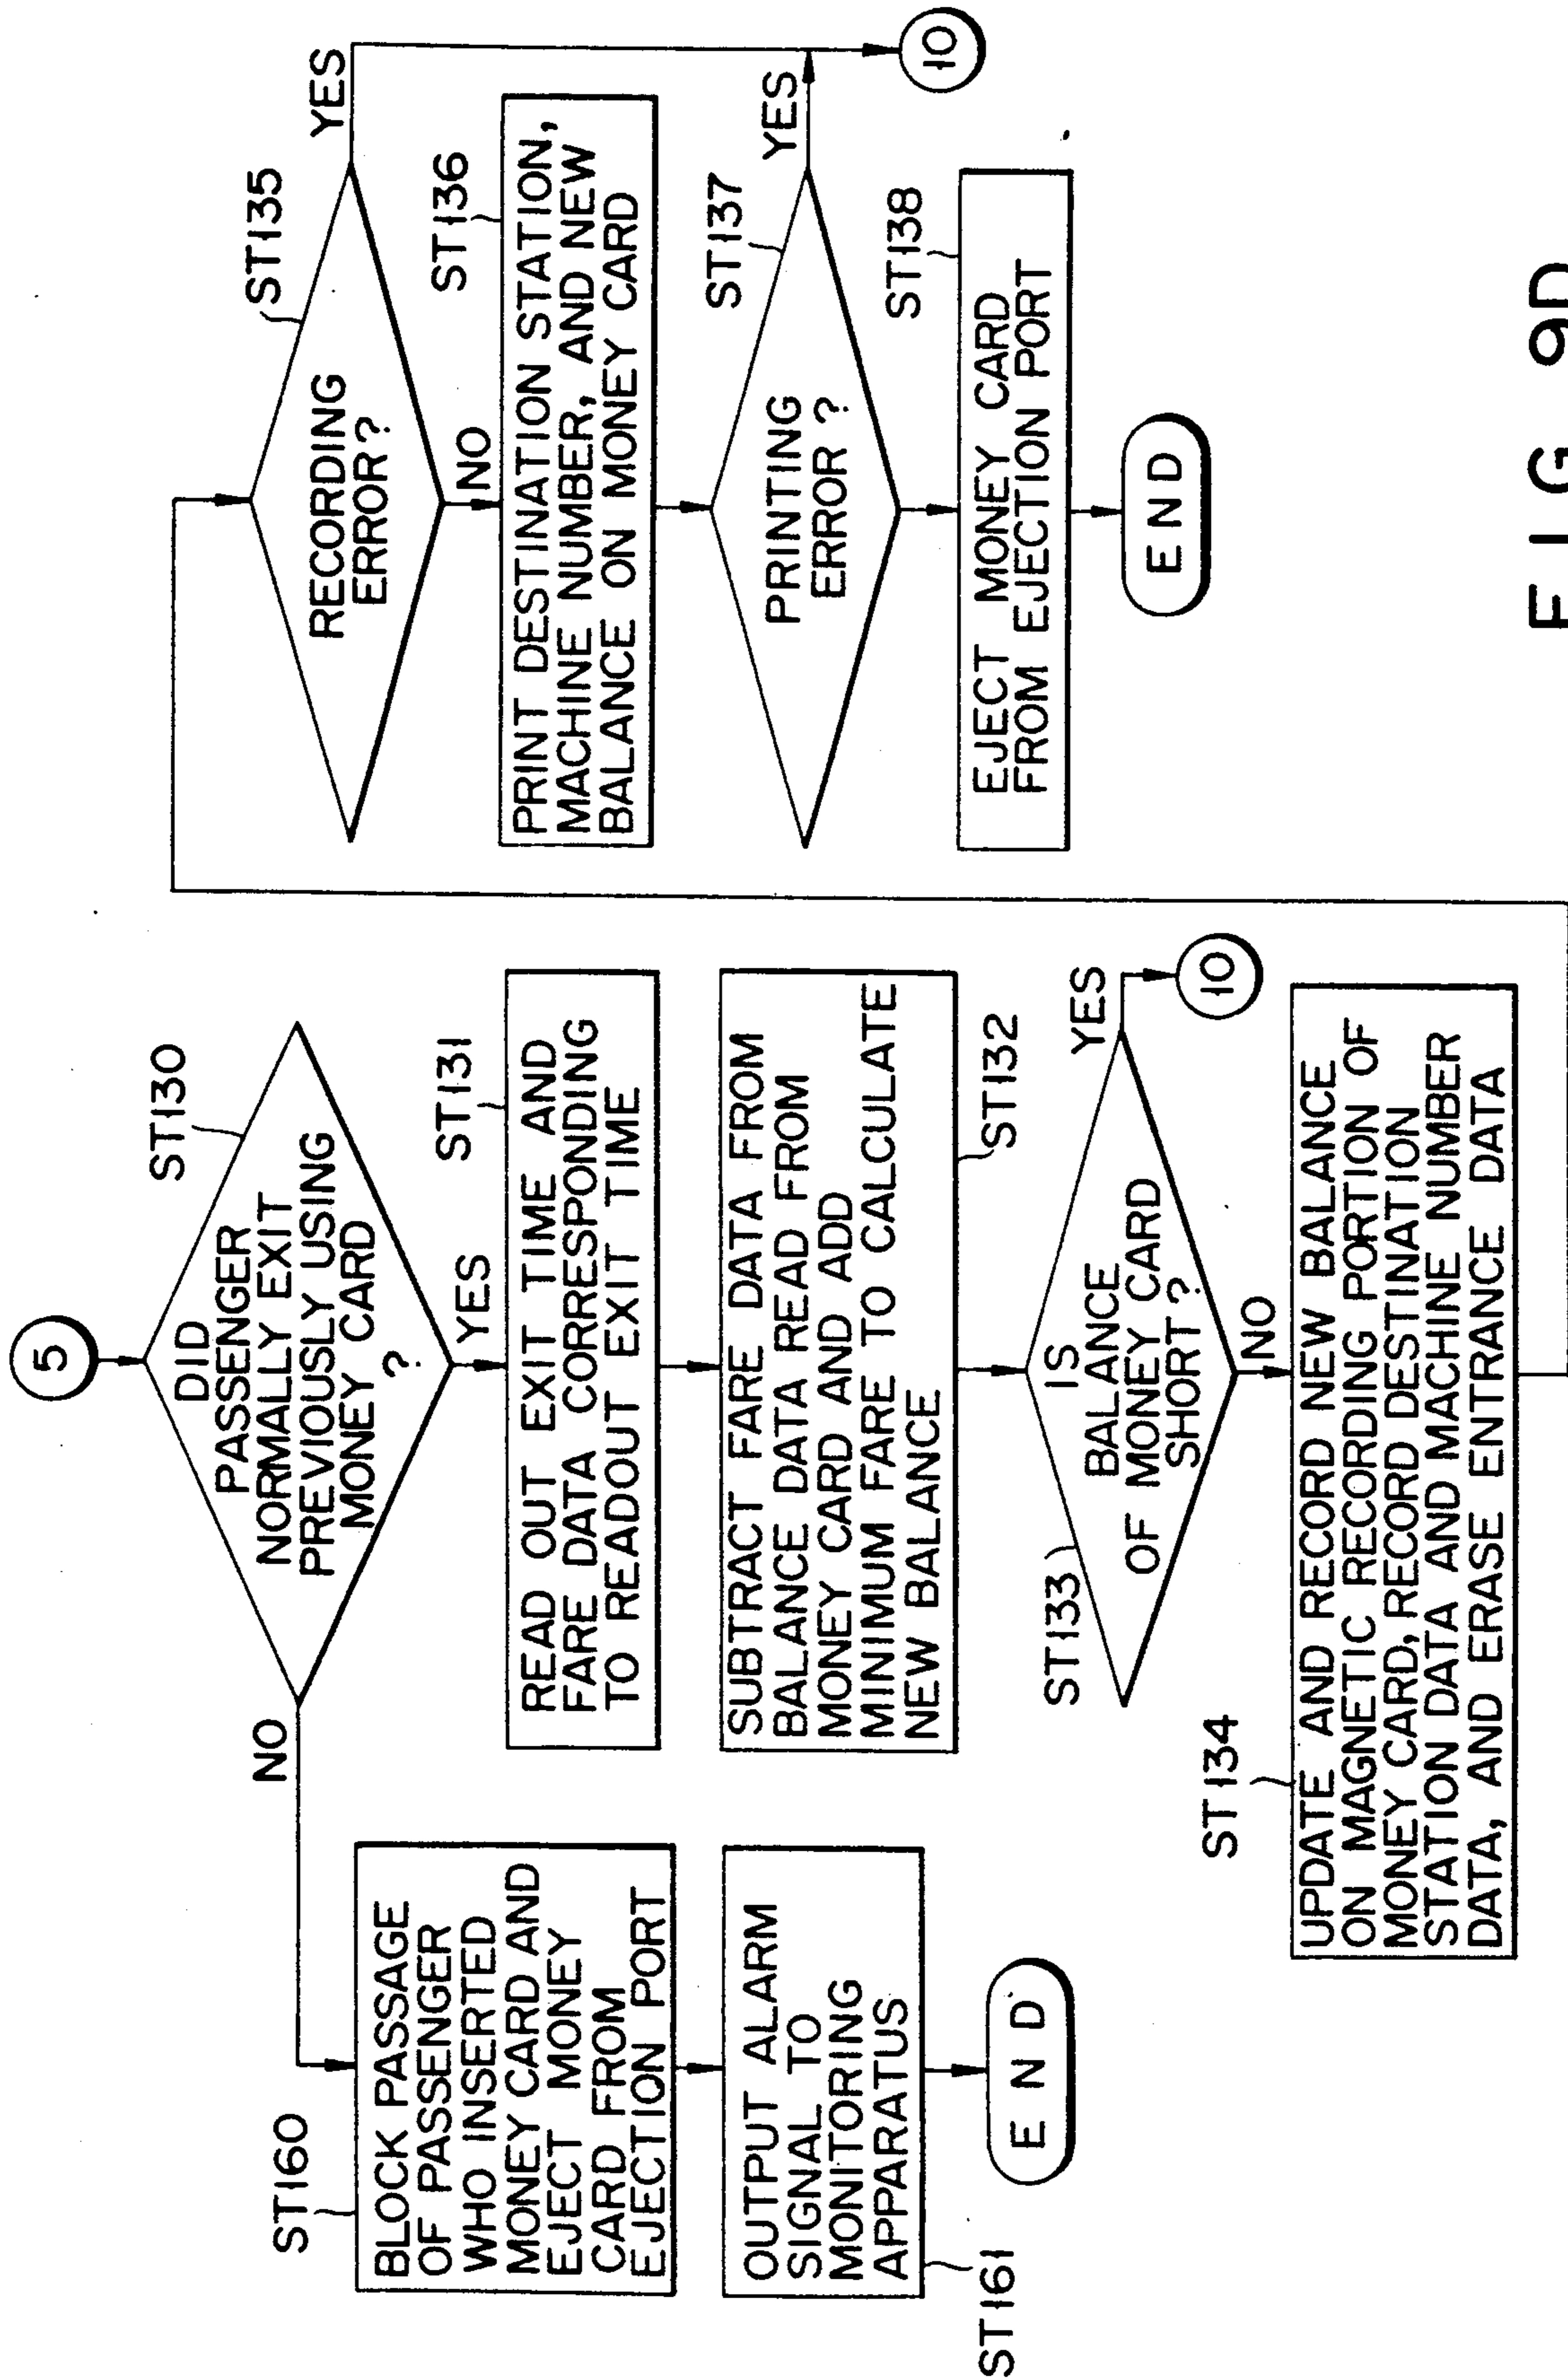 5
ST130
DID
PASSENGER
NORMALLY EXIT
PREVIOUSLY USING
MONEY CARD
?
NO
YES
ST160
BLOCK PASSAGE
OF PASSENGER
WHO INSERTED
MONEY CARD AND
EJECT MONEY
CARD FROM
EJECTION PORT
OUTPUT ALARM
SIGNAL TO
MONITORING
APPARATUS
ST161
END
ST131
READ OUT EXIT TIME AND
FARE DATA CORRESPONDING
TO READOUT EXIT TIME
SUBTRACT FARE DATA FROM
BALANCE DATA READ FROM
MONEY CARD AND ADD
MINIMUM FARE TO CALCULATE
NEW BALANCE
ST132
ST133
IS
BALANCE
OF MONEY CARD
SHORT?
YES
10
NO
ST134
UPDATE AND RECORD NEW BALANCE
ON MAGNETIC RECORDING PORTION OF
MONEY CARD, RECORD DESTINATION
STATION DATA AND MACHINE NUMBER
DATA, AND ERASE ENTRANCE DATA
ST135
RECORDING
ERROR?
YES
NO
ST136
PRINT DESTINATION STATION,
MACHINE NUMBER, AND NEW
BALANCE ON MONEY CARD
ST137
PRINTING
ERROR?
YES
10
ST138
EJECT MONEY CARD
FROM EJECTION PORT
END
FIG 9D